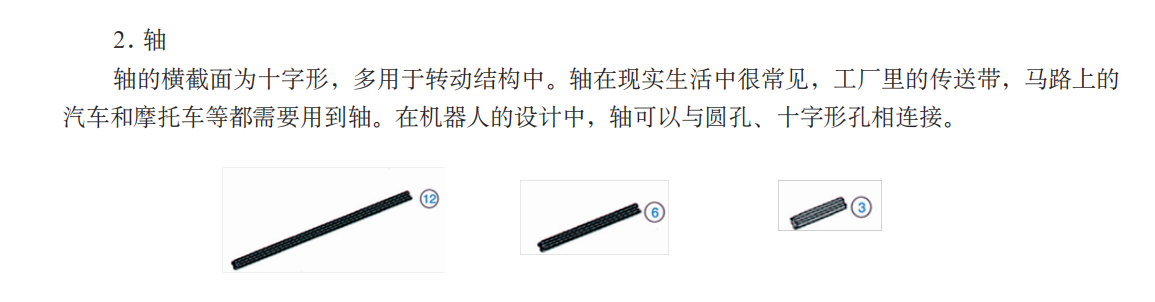 2. 轴
轴的横截面为十字形，多用于转动结构中。轴在现实生活中很常见，工厂里的传送带，马路上的
汽车和摩托车等都需要用到轴。在机器人的设计中，轴可以与圆孔、十字形孔相连接。
12
6
3